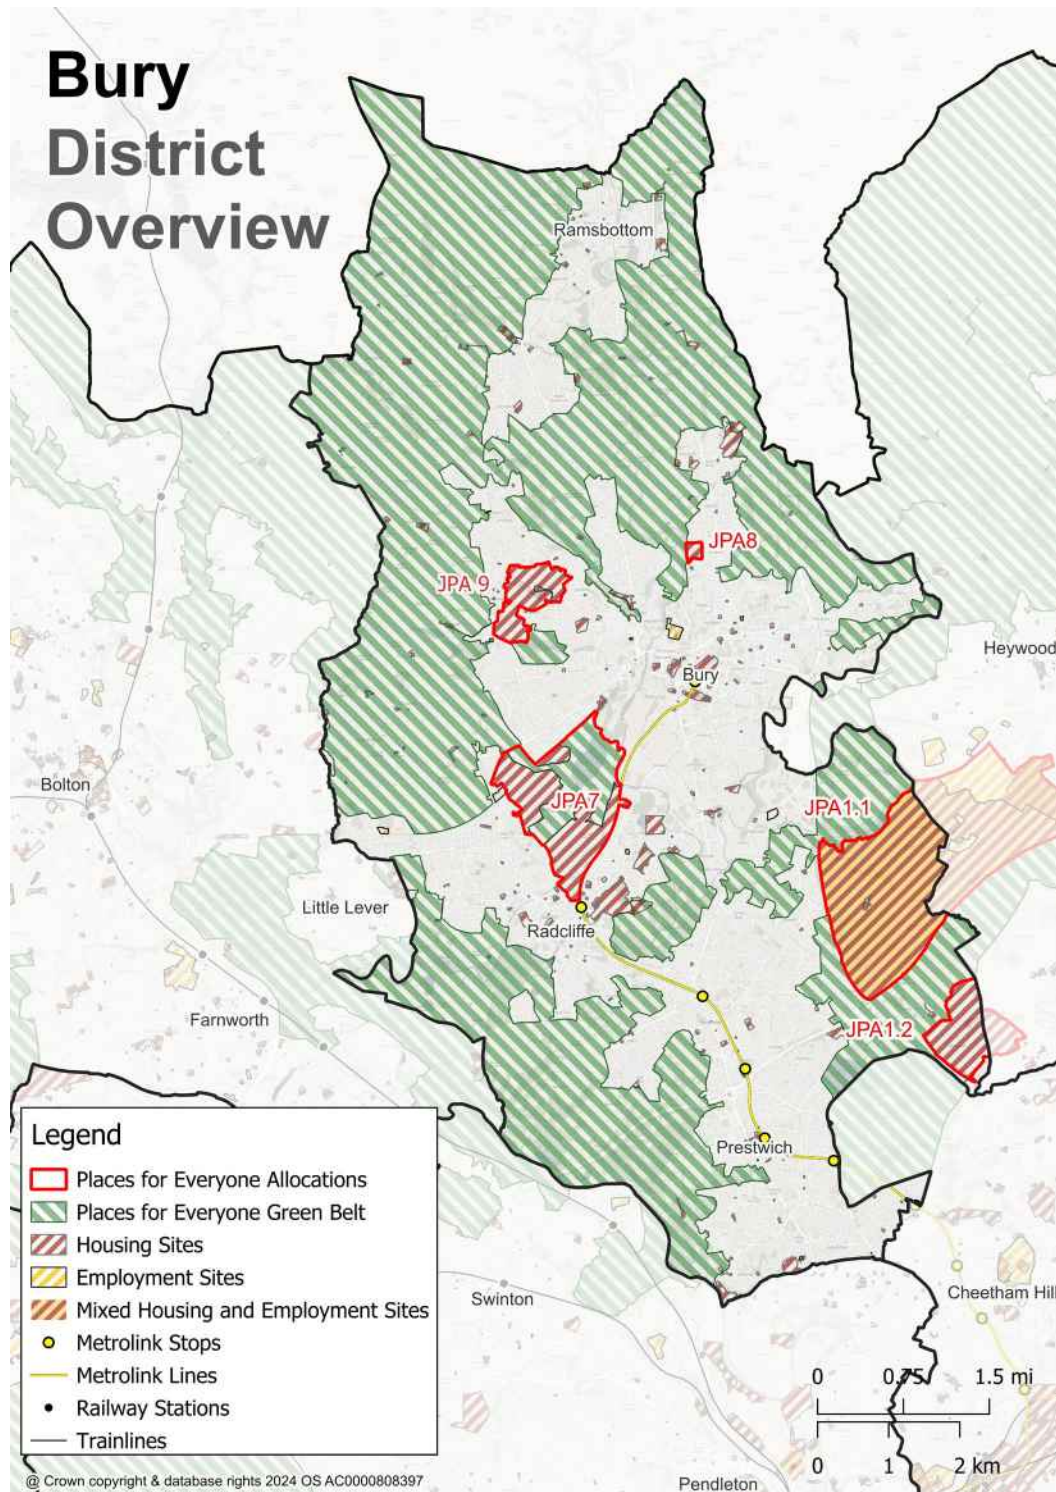 Bury
District
Overview
Ramsbottom
JPA8
JPA 9
Heywood
Bury
Bolton
JPA7
JPA1.1
Little Lever
Radcliffe
Farnworth
JPA1.2
Prestwich
Swinton
Cheetham Hill
Pendleton
Legend
Places for Everyone Allocations
Places for Everyone Green Belt
Housing Sites
Employment Sites
Mixed Housing and Employment Sites
Metrolink Stops
Metrolink Lines
Railway Stations
Trainlines
0 0.75 1.5 mi
0 1 2 km
@ Crown copyright & database rights 2024 OS AC0000808397